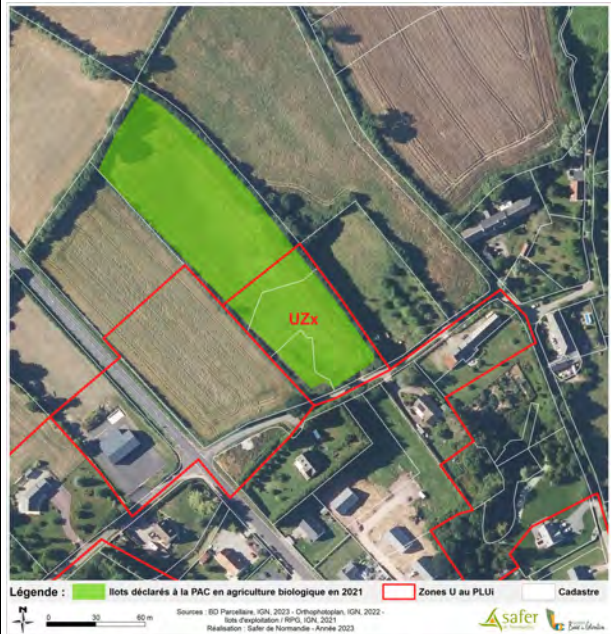 UZx
Légende :
Ilots déclarés à la PAC en agriculture biologique en 2021
Zones U au PLUi
Cadastre
N
0 30 60 m
Sources : BD Parcellaire, IGN, 2023 - Orthophotoplan, IGN, 2022 -
Ilots d'exploitation / RPG, IGN, 2021
Réalisation : Safer de Normandie - Année 2023
safer